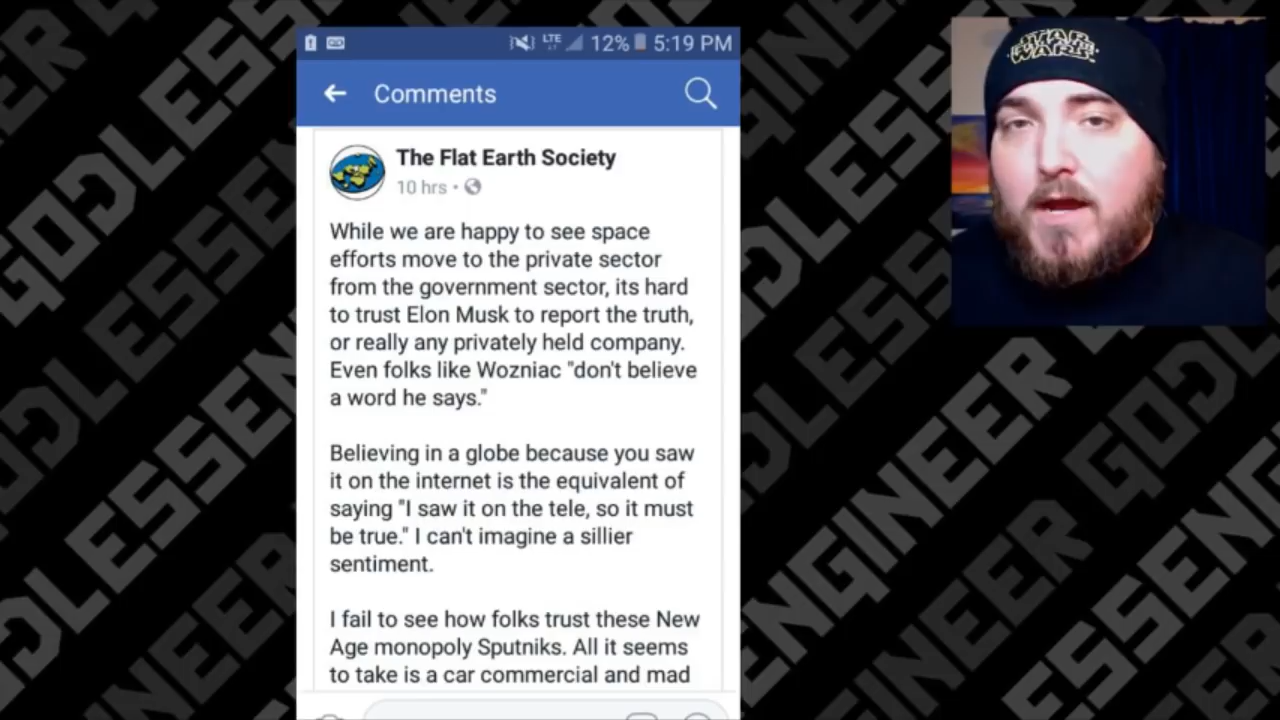 12% 5:19 PM
LTE
Comments
The Flat Earth Society
10 hrs
While we are happy to see space
efforts move to the private sector
from the government sector, its hard
to trust Elon Musk to report the truth,
or really any privately held company.
Even folks like Wozniac "don't believe
a word he says."
Believing in a globe because you saw
it on the internet is the equivalent of
saying "I saw it on the tele, so it must
be true." I can't imagine a sillier
sentiment.
I fail to see how folks trust these New
Age monopoly Sputniks. All it seems
to take is a car commercial and mad
STAR
WARS
GODLESS
ENGINEER